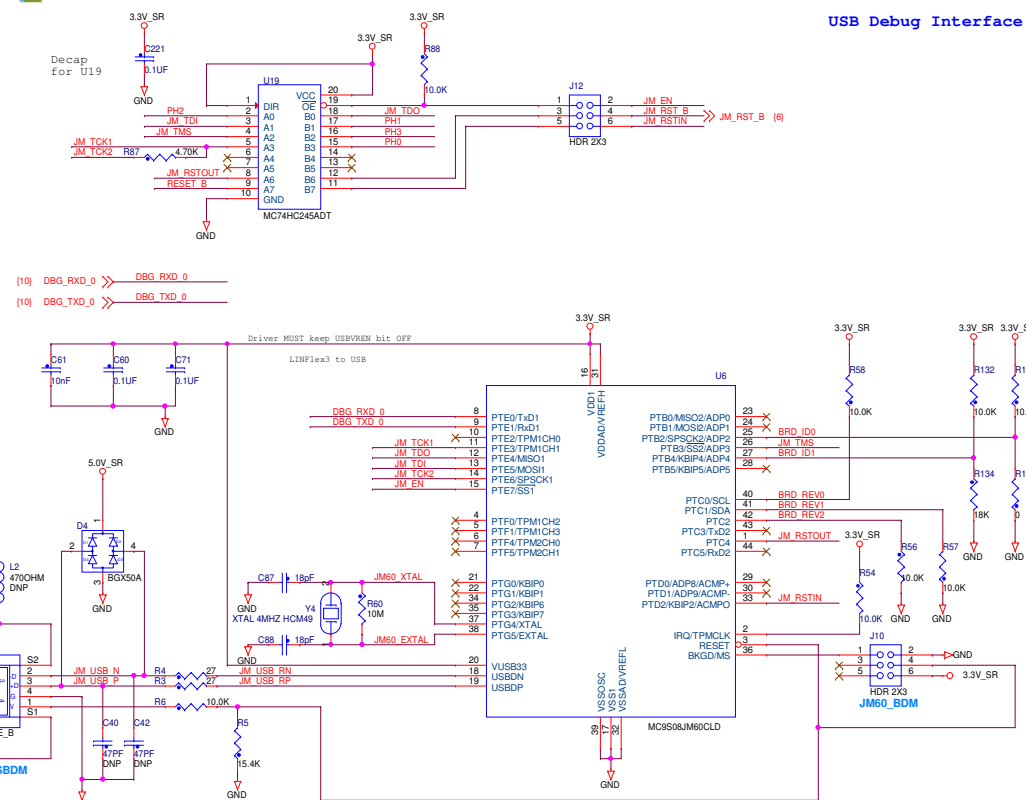 USB Debug Interface
3.3V_SR
C221
0.1UF
Decap
for U19
GND
3.3V_SR
3.3V_SR
R88
10.0K
U19
1 DIR
2 A0
3 A1
4 A2
5 A3
6 A4
7 A5
8 A6
9 A7
10 GND
VCC 20
OE 19
B0 18
B1 17
B2 16
B3 15
B4 14
B5 13
B6 12
B7 11
MC74HC245ADT
PH2
JM_TDI
JM_TMS
JM_TCK1
JM_TCK2 R87 4.70K
JM_RSTOUT
RESET_B
GND
JM_TDO
PH1
PH3
PH0
J12
1 2
3 4
5 6
HDR 2X3
JM_EN
JM_RST_B
JM_RSTIN
JM_RST_B {6}
{10} DBG_RXD_0 DBG_RXD_0
{10} DBG_TXD_0 DBG_TXD_0
Driver MUST keep USBVREN bit OFF
LINFlex3 to USB
C61
10nF
C60
0.1UF
C71
0.1UF
GND
3.3V_SR
16 31
VDD1
VDDAD/VREFH
U6
DBG_RXD_0 8 PTE0/TxD1
DBG_TXD_0 9 PTE1/RxD1
10 PTE2/TPM1CH0
JM_TCK1 11 PTE3/TPM1CH1
JM_TDO 12 PTE4/MISO1
JM_TDI 13 PTE5/MOSI1
JM_TCK2 14 PTE6/SPSCK1
JM_EN 15 PTE7/SS1
4 PTF0/TPM1CH2
5 PTF1/TPM1CH3
6 PTF4/TPM2CH0
7 PTF5/TPM2CH1
21 PTG0/KBIP0
22 PTG1/KBIP1
34 PTG2/KBIP6
35 PTG3/KBIP7
37 PTG4/XTAL
38 PTG5/EXTAL
20 VUSB33
18 USBDN
19 USBDP
PTB0/MISO2/ADP0 23
PTB1/MOSI2/ADP1 24
PTB2/SPSCK2/ADP2 25 BRD_ID0
PTB3/SS2/ADP3 26 JM_TMS
PTB4/KBIP4/ADP4 27 BRD_ID1
PTB5/KBIP5/ADP5 28
PTC0/SCL 40 BRD_REV0
PTC1/SDA 41 BRD_REV1
PTC2 42 BRD_REV2
PTC3/TxD2 43
PTC4 1 JM_RSTOUT
PTC5/RxD2 44
PTD0/ADP8/ACMP+ 29
PTD1/ADP9/ACMP- 30
PTD2/KBIP2/ACMPO 33 JM_RSTIN
IRQ/TPMCLK 2
RESET 3
BKGD/MS 36
VSSOSC 39
VSS1 17
VSSAD/VREFL 32
GND
MC9S08JM60CLD
3.3V_SR
R58
10.0K
3.3V_SR
R132
10.0K
R134
18K
GND
GND
3.3V_SR
R54
10.0K
R56
10.0K
GND
R57
10.0K
GND
J10
1 2 GND
3 4
5 6 3.3V_SR
HDR 2X3
JM60_BDM
5.0V_SR
D4
1
2
3
4
BGX50A
GND
L2
470OHM
DNP
C87 18pF JM60_XTAL
GND
Y4
XTAL 4MHZ HCM49
1
2
R60
10M
C88 18pF JM60_EXTAL
GND
S2
2 JM_USB_N R4 27 JM_USB_RN
3 JM_USB_P R3 27 JM_USB_RP
4
1 R6 10.0K
S1
C40
47PF
DNP
C42
47PF
DNP
R5
15.4K
GND